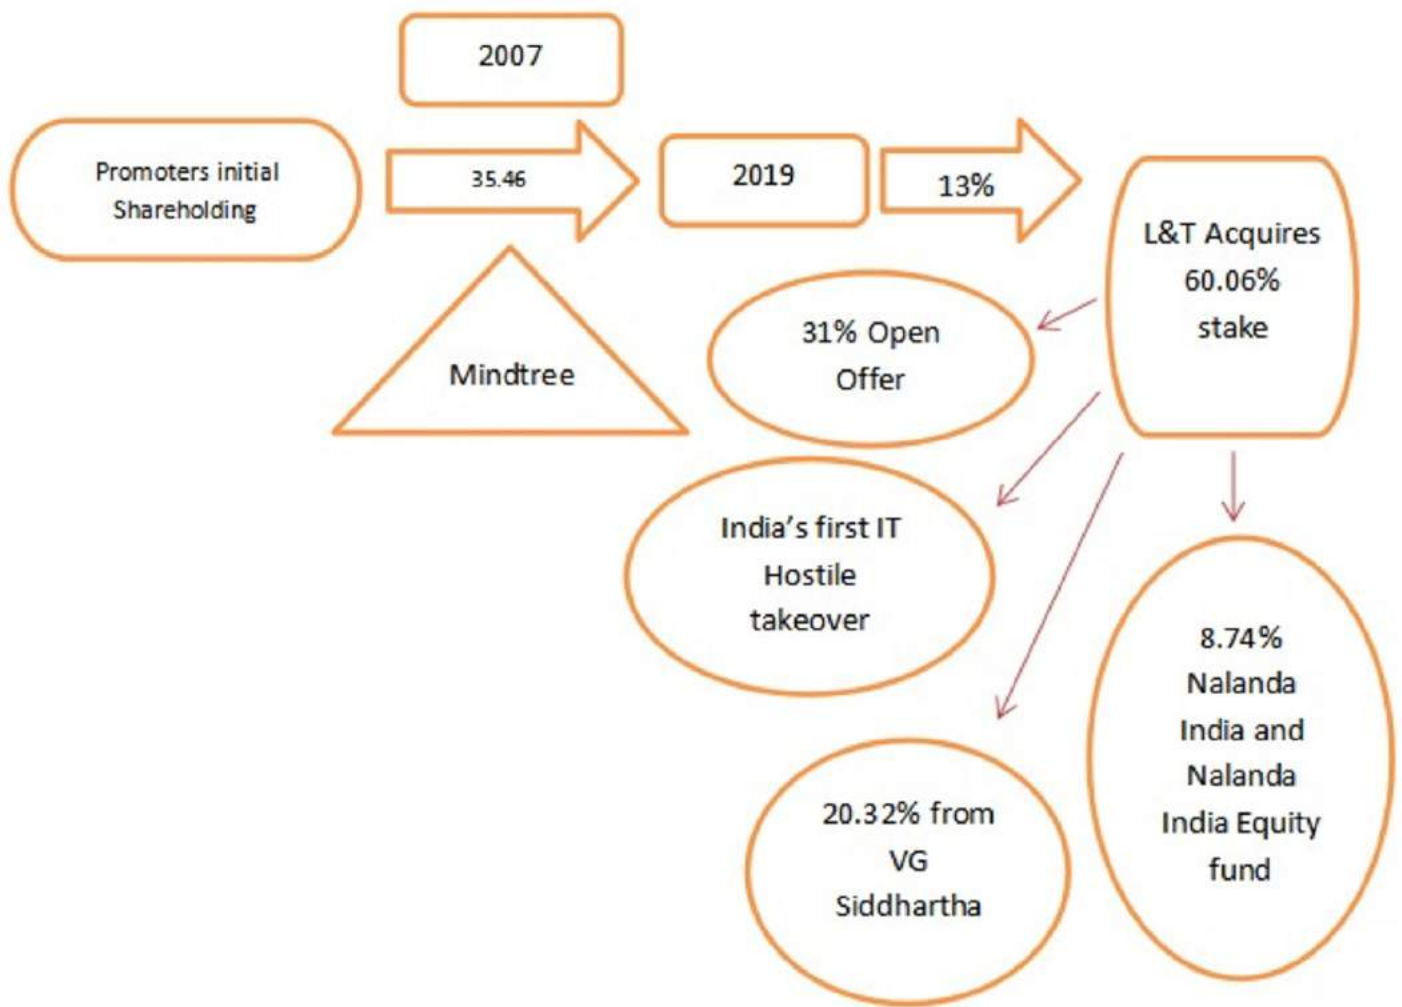 2007
Promoters initial
Shareholding
35.46
2019
13%
Mindtree
L&T Acquires
60.06%
stake
31% Open
Offer
India's first IT
Hostile
takeover
20.32% from
VG
Siddhartha
8.74%
Nalanda
India and
Nalanda
India Equity
fund